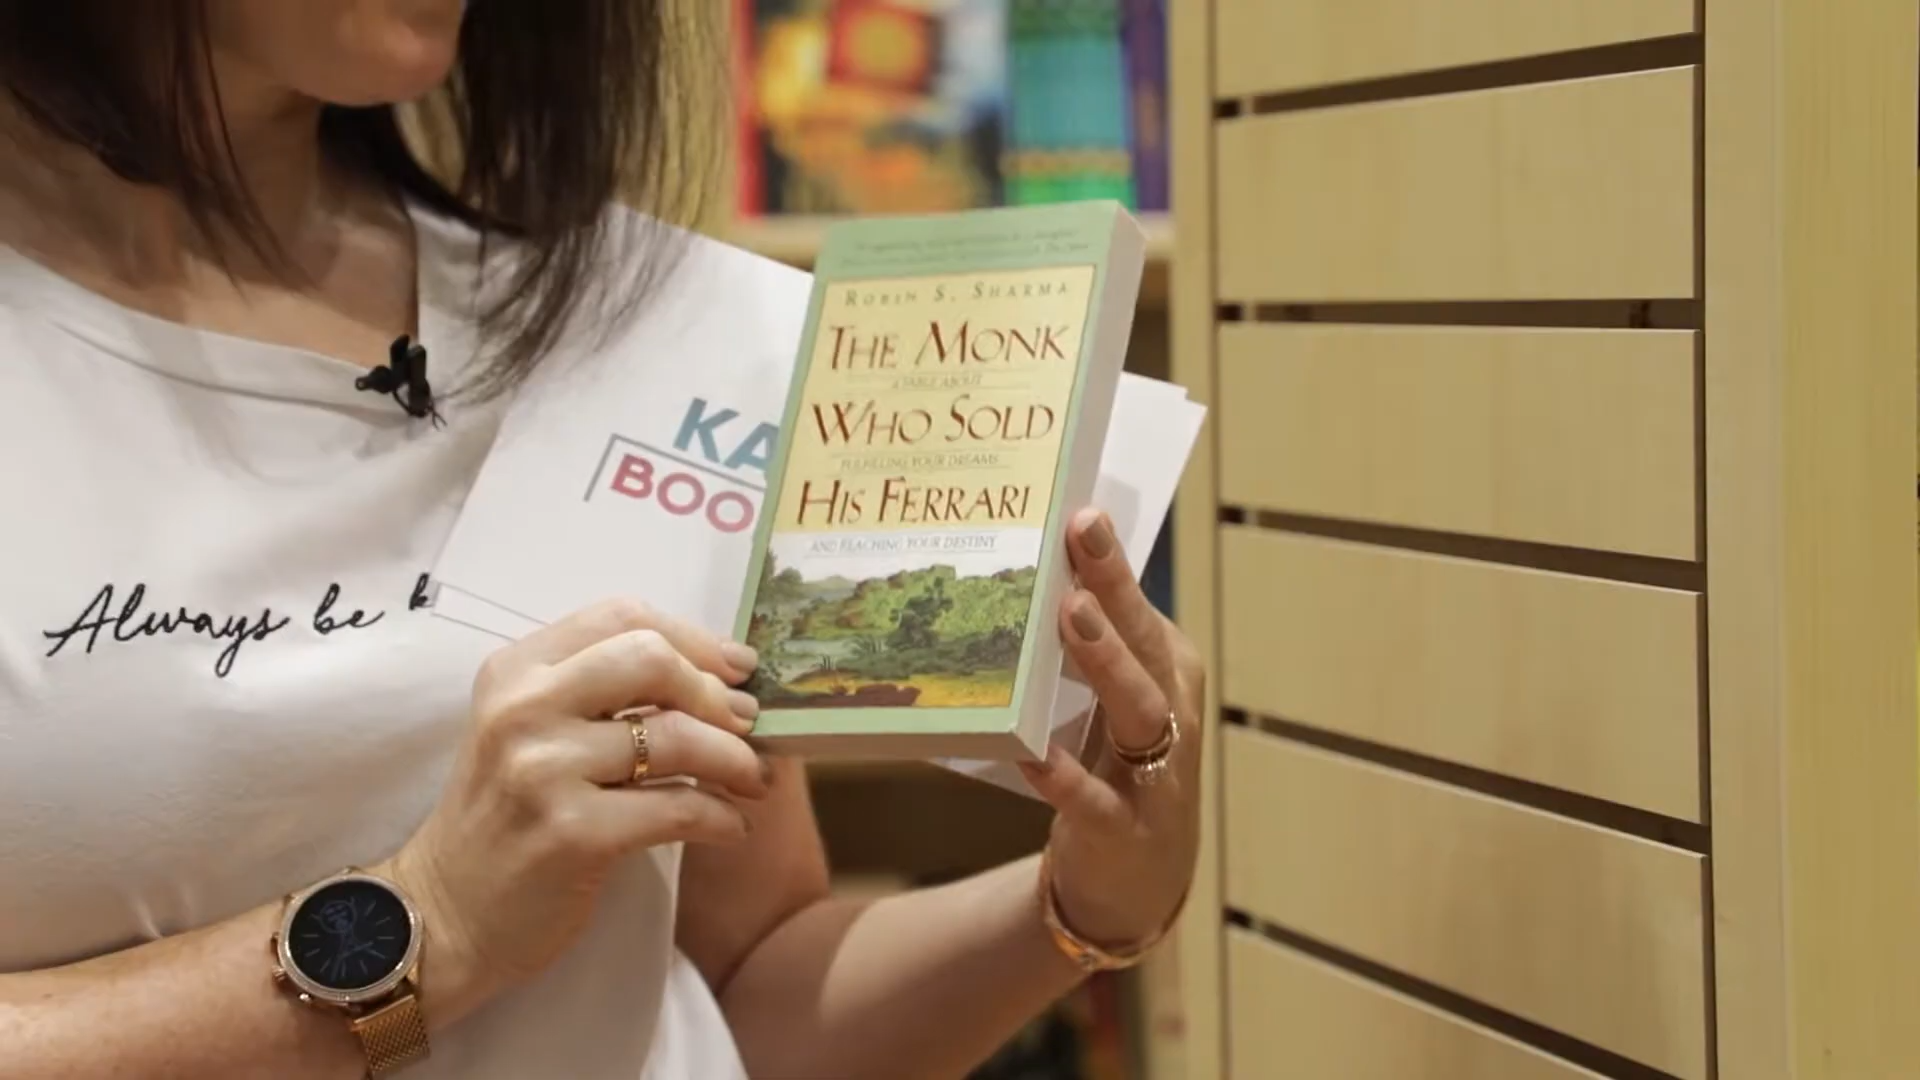 Always be k
KA
BOO
ROBIN S. SHARMA
THE MONK
A FABLE ABOUT
WHO SOLD
FULFILLING YOUR DREAMS
HIS FERRARI
AND REACHING YOUR DESTINY